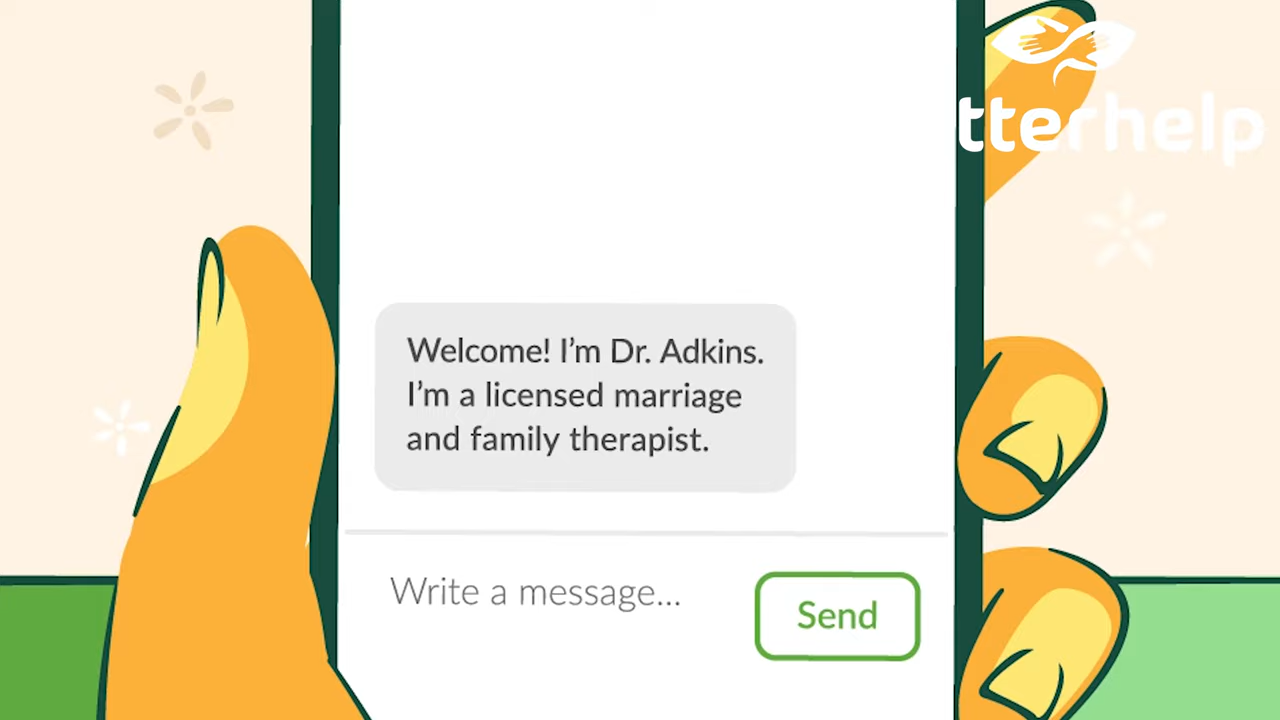 tterhelp
Welcome! I’m Dr. Adkins.
I’m a licensed marriage
and family therapist.
Write a message...
Send